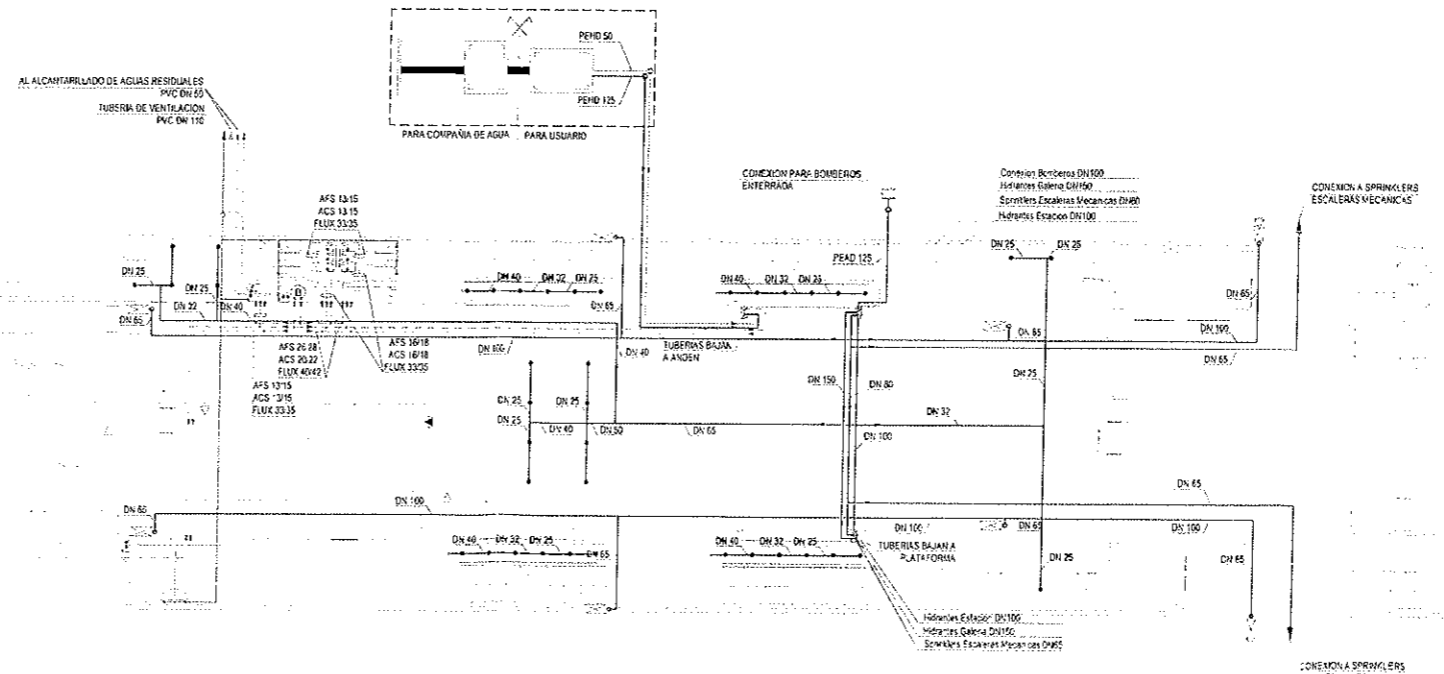 PEHD 50
PEHD 125
PARA COMPAÑIA DE AGUA
PARA USUARIO
AL ALCANTARILLADO DE AGUAS RESIDUALES
TUBERIA DE VENTILACION
PVC DN 110
CONEXION PARA BOMBEROS
ENTERRADA
Conexion Bomberos DN100
Hidrantes Galeria DN150
Sprinklers Escaleras Mecanicas DN80
Hidrantes Estacion DN100
CONEXION A SPRINKLERS
ESCALERAS MECANICAS
AFS 13/15
ACS 13/15
FLUX 33/35
PEAD 125
DN 25
DN 25
DN 25
DN 25
DN 32
DN 40
DN 65
DN 40
DN 32
DN 25
DN 65
DN 40
DN 32
DN 25
DN 65
DN 65
DN 100
DN 65
AFS 26/28
ACS 20/22
FLUX 40/42
AFS 16/18
ACS 16/18
FLUX 33/35
AFS 13/15
ACS 13/15
FLUX 33/35
DN 100
DN 40
TUBERIAS BAJAN
A ANDEN
DN 150
DN 80
DN 25
DN 25
DN 25
DN 25
DN 40
DN 50
DN 65
DN 32
DN 100
DN 65
DN 100
DN 65
DN 100
DN 65
DN 100
DN 40
DN 32
DN 25
DN 65
DN 40
DN 32
DN 25
TUBERIAS BAJAN A
PLATAFORMA
DN 25
DN 65
Hidrantes Estacion DN100
Hidrantes Galeria DN150
Sprinklers Escaleras Mecanicas DN65
CONEXION A SPRINKLERS